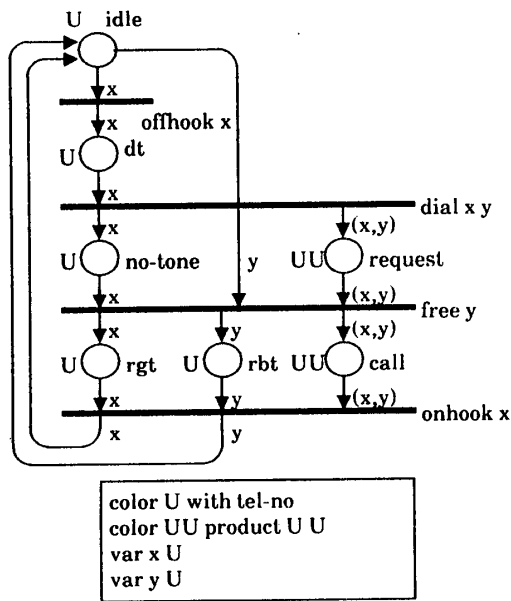 U idle
x
x offhook x
U dt
x
dial x y
x (x,y)
U no-tone y UU request
x (x,y)
free y
x y (x,y)
U rgt U rbt UU call
x y (x,y)
onhook x
x y
color U with tel-no
color UU product U U
var x U
var y U